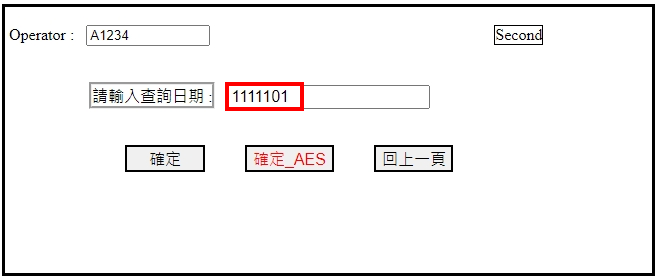 Operator : A1234 Second
請輸入查詢日期 : 1111101
確定 確定_AES 回上一頁